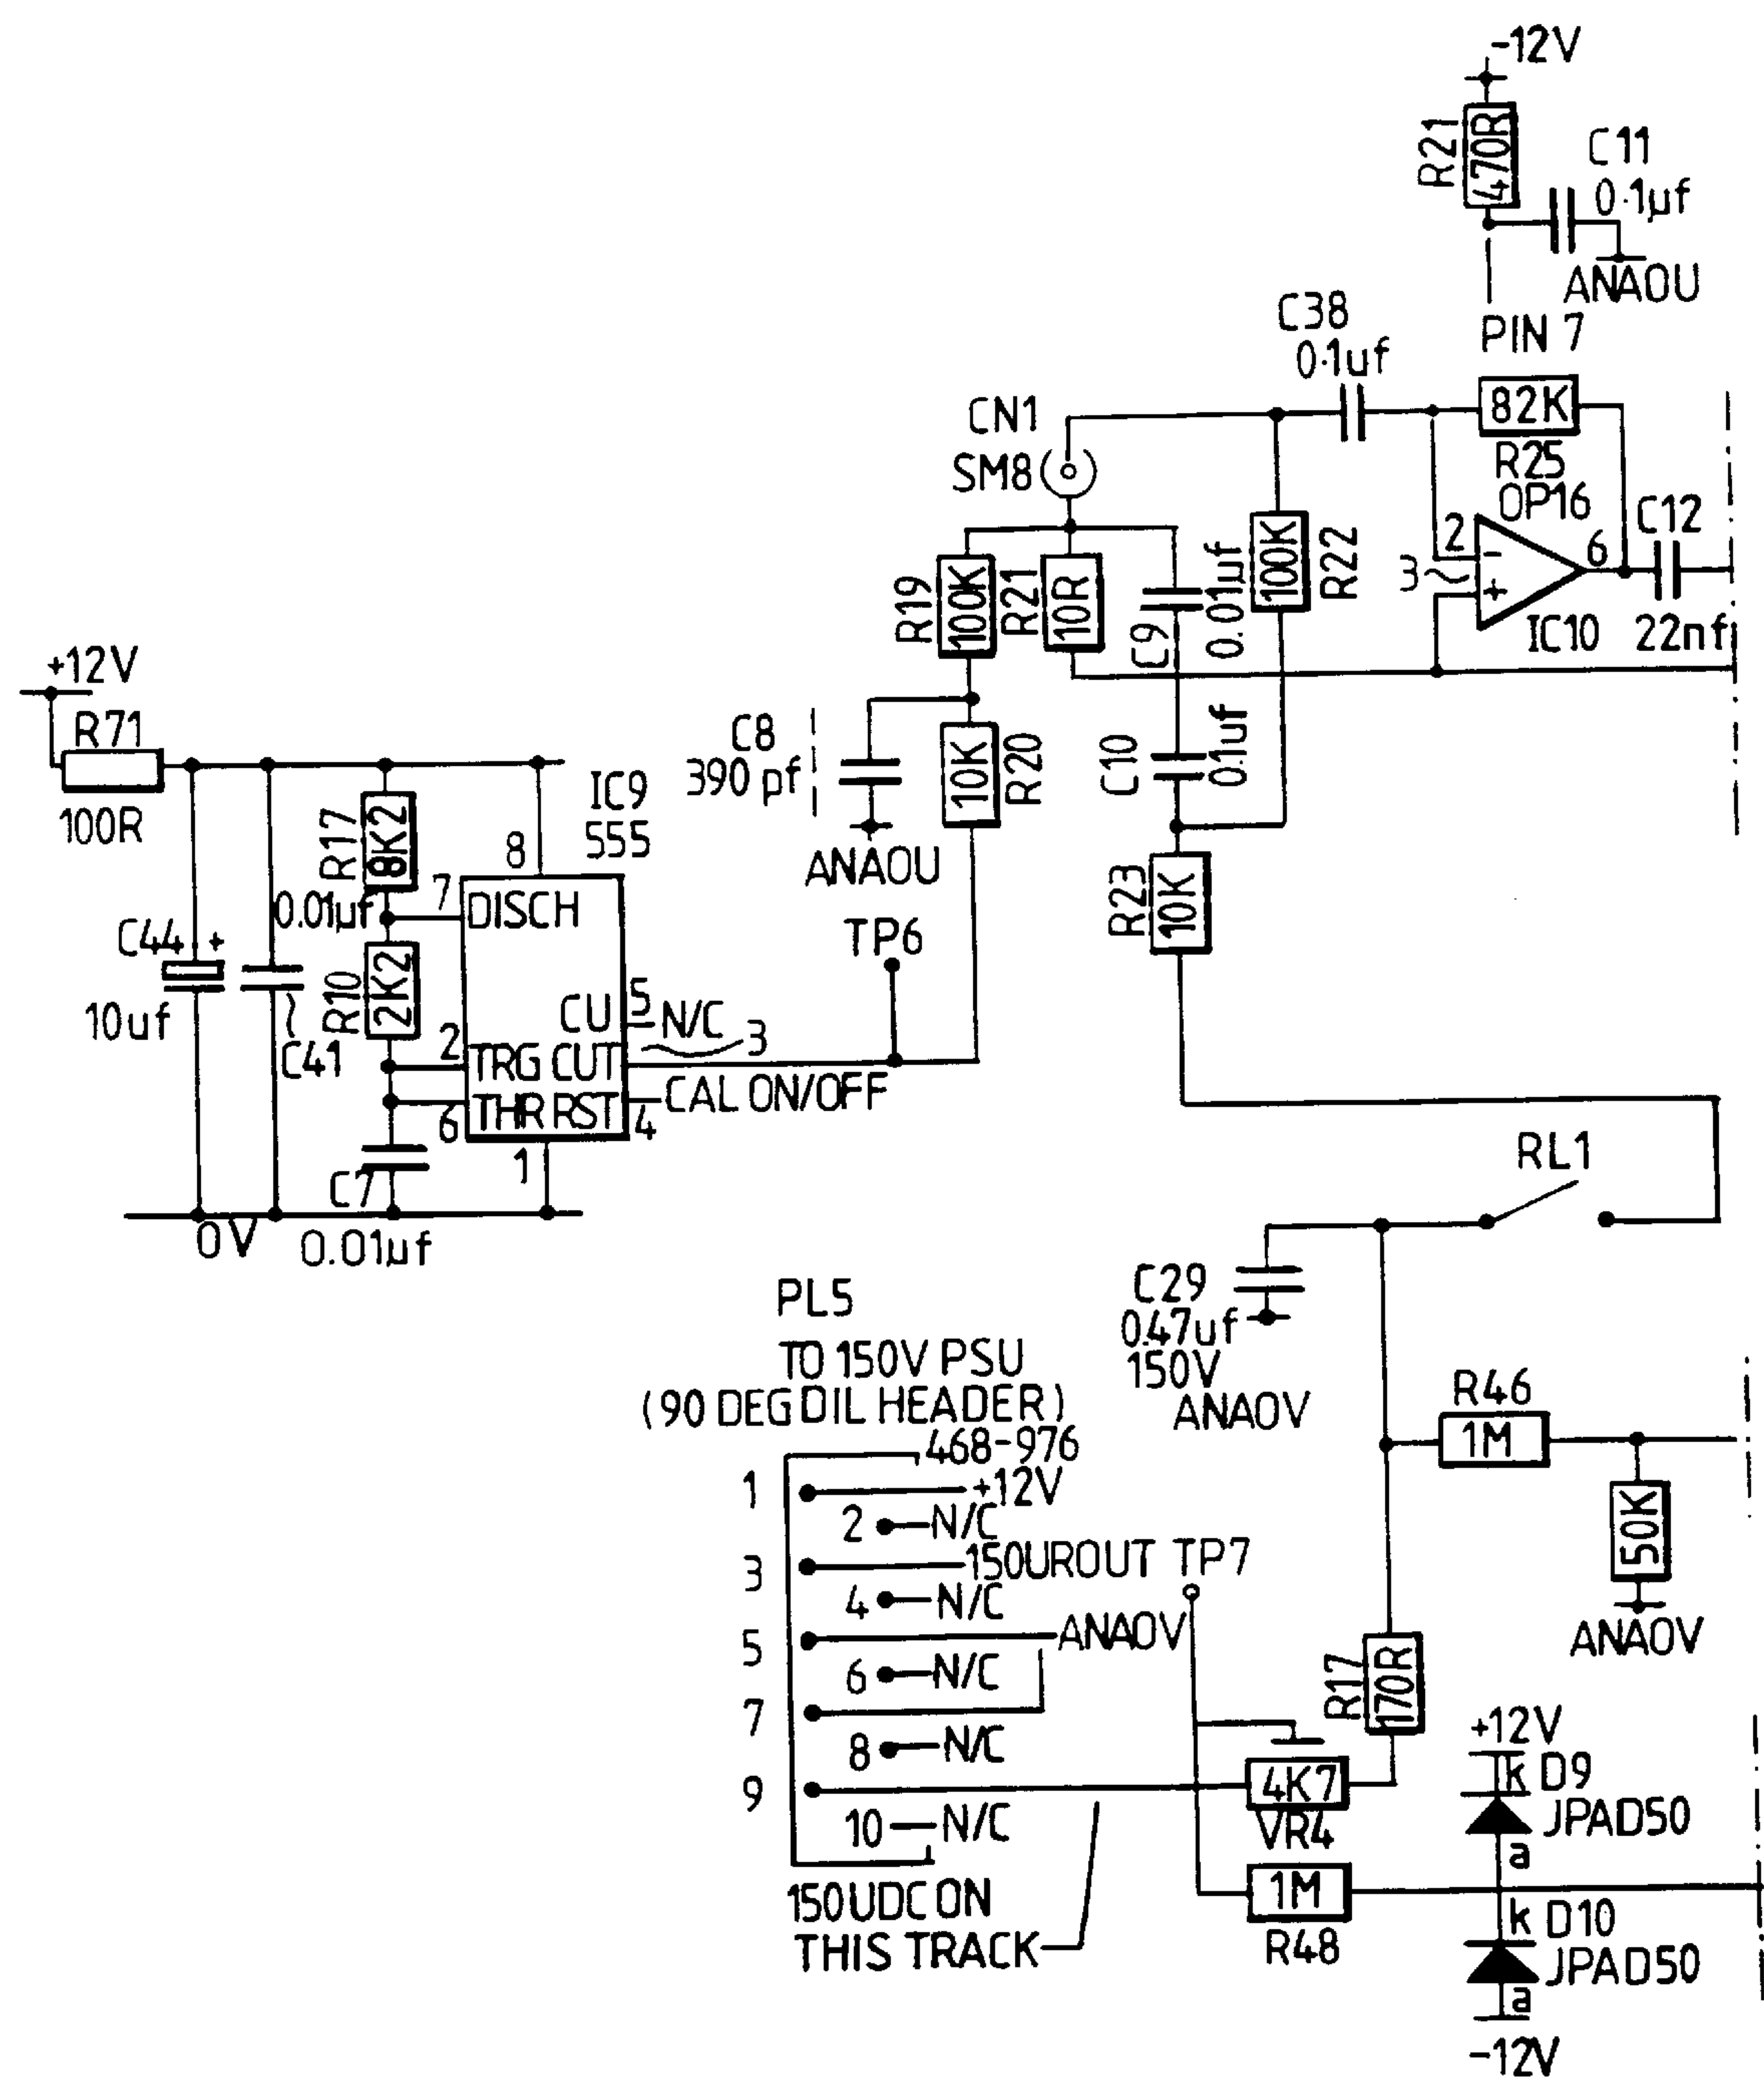 -12V
R21
470R
C11
0.1µf
ANAOU
PIN 7
C38
0.1uf
82K
R25
OP16
CN1
SM8
C12
2
-
3
+
6
IC10
22nf
R19
100K
R21
10R
C9
0.01µf
100K
R22
+12V
R71
100R
C8
390 pf
ANAOU
10K
R20
C10
0.1uf
R23
10K
IC9
555
8
R17
8K2
0.01µf
7
DISCH
C44
+
10uf
R10
2K2
C41
TP6
CU
5
N/C
3
2
TRG
CUT
CAL ON/OFF
6
THR
RST
4
1
C7
0.01µf
0V
RL1
C29
0.47uf
150V
ANAOV
PL5
TO 150V PSU
(90 DEG DIL HEADER)
468-976
1
+12V
2
N/C
3
150UROUT
TP7
4
N/C
5
ANAOV
6
N/C
7
8
N/C
9
10
N/C
150UDC ON
THIS TRACK
R46
1M
50K
ANAOV
R17
170R
4K7
VR4
1M
R48
+12V
k
D9
JPAD50
a
k
D10
JPAD50
a
-12V